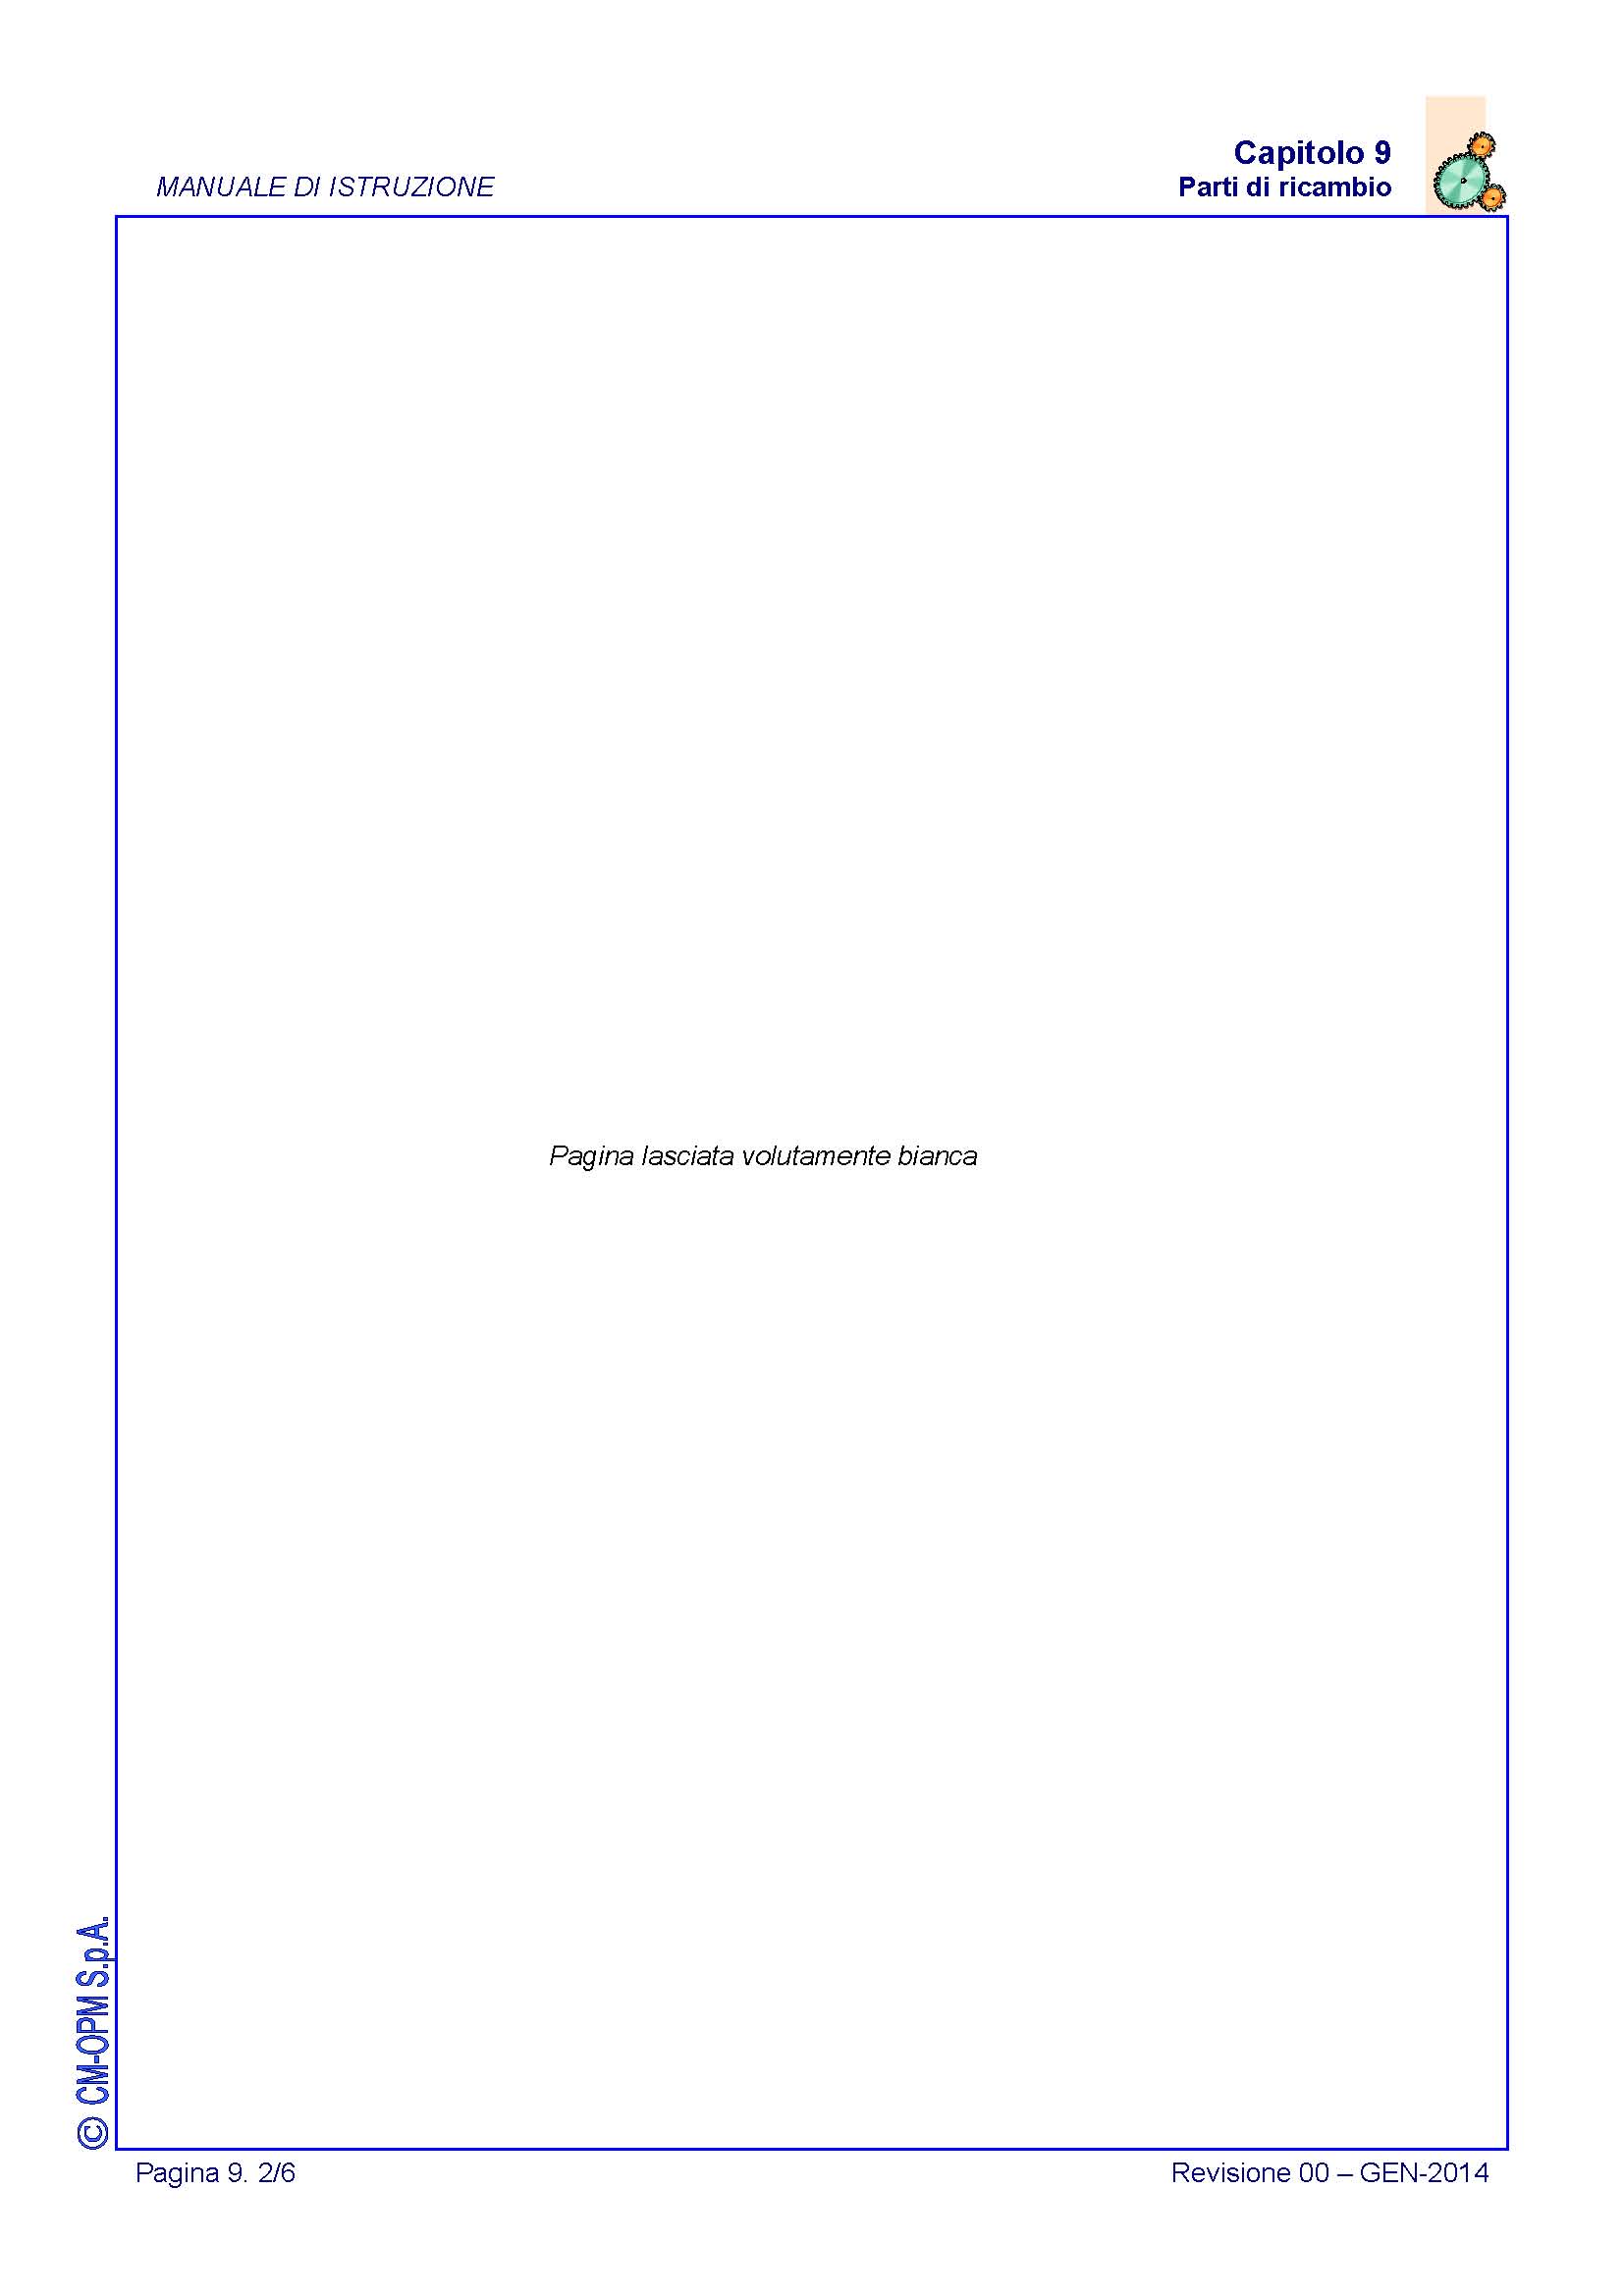 Capitolo 9
MANUALE DI ISTRUZIONE
Parti di ricambio
Pagina lasciata volutamente bianca
© CM-OPM S.p.A.
Pagina 9. 2/6
Revisione 00 – GEN-2014